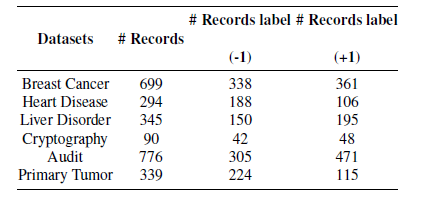 # Records label # Records label
Datasets # Records
(-1) (+1)
Breast Cancer 699 338 361
Heart Disease 294 188 106
Liver Disorder 345 150 195
Cryptography 90 42 48
Audit 776 305 471
Primary Tumor 339 224 115